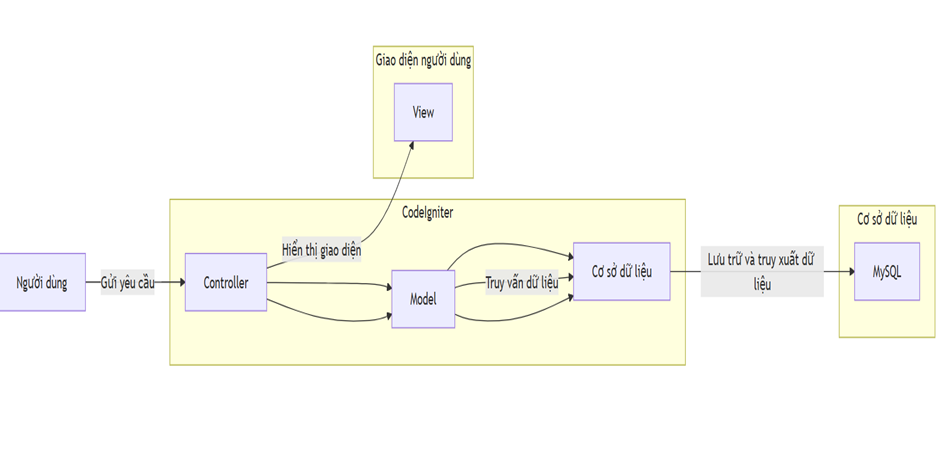 Giao diện người dùng
View
CodeIgniter
Cơ sở dữ liệu
Hiển thị giao diện
Người dùng
Gửi yêu cầu
Controller
Model
Truy vấn dữ liệu
Cơ sở dữ liệu
Lưu trữ và truy xuất dữ
liệu
MySQL